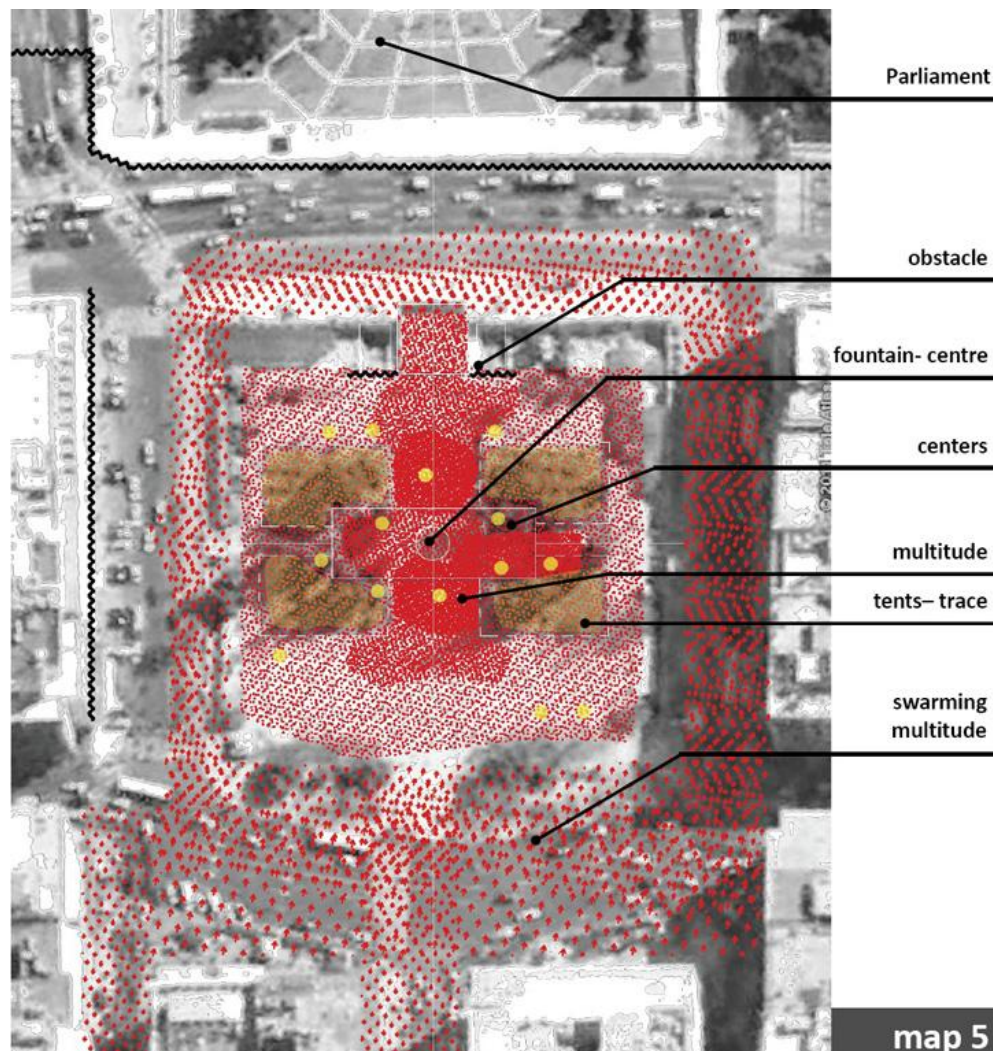 Parliament
obstacle
fountain- centre
centers
multitude
tents– trace
swarming
multitude
map 5